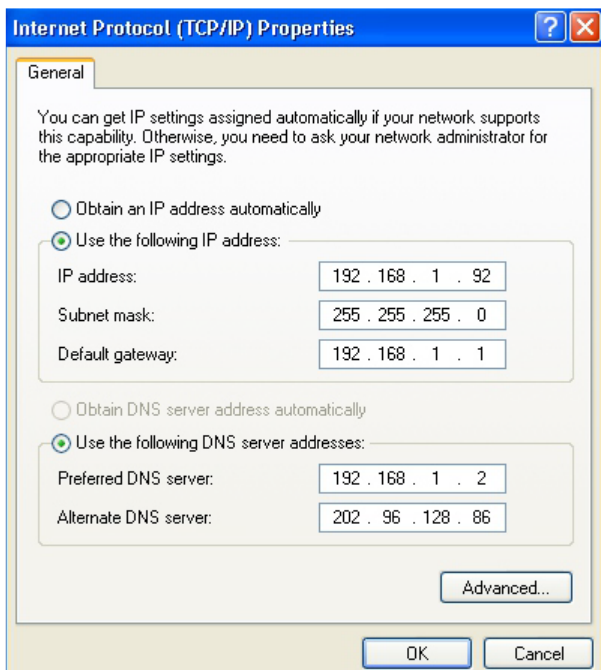 Internet Protocol (TCP/IP) Properties
General
You can get IP settings assigned automatically if your network supports
this capability. Otherwise, you need to ask your network administrator for
the appropriate IP settings.
Obtain an IP address automatically
Use the following IP address:
IP address: 192 . 168 . 1 . 92
Subnet mask: 255 . 255 . 255 . 0
Default gateway: 192 . 168 . 1 . 1
Obtain DNS server address automatically
Use the following DNS server addresses:
Preferred DNS server: 192 . 168 . 1 . 2
Alternate DNS server: 202 . 96 . 128 . 86
Advanced...
OK Cancel